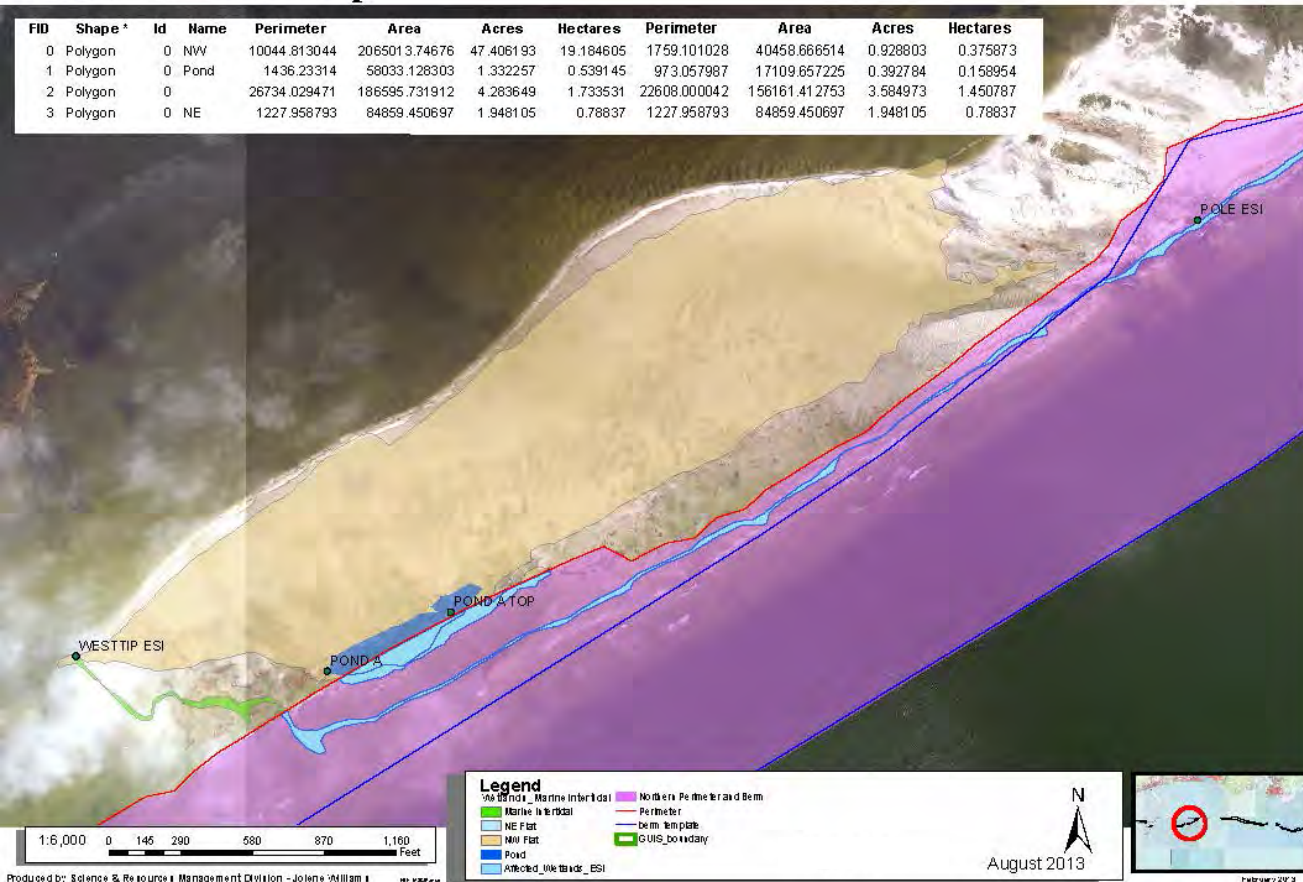 FID Shape * Id Name Perimeter Area Acres Hectares Perimeter Area Acres Hectares
0 Polygon 0 NW 10044.813044 2065013.74676 47.406193 19.184605 1759.101028 40458.666514 0.928803 0.375873
1 Polygon 0 Pond 1436.23314 58033.128303 1.332257 0.539145 973.057987 17109.657225 0.392784 0.158954
2 Polygon 0 26734.029471 186595.731912 4.283649 1.733531 22608.000042 156161.412753 3.584973 1.450787
3 Polygon 0 NE 1227.958793 84859.450697 1.948105 0.78837 1227.958793 84859.450697 1.948105 0.78837
POLE ESI
POND A TOP
WESTTIP ESI
POND A
Legend
Wetlands_Marine Intertidal
Marine Intertidal
NE Flat
NW Flat
Pond
Affected_Wetlands_ESI
Northern Perimeter and Berm
Perimeter
berm template
GUIS_boundary
N
August 2013
1:6,000
0 145 290 580 870 1,160
Feet
Produced by: Science & Resources Management Division - Jolene William
February 2013